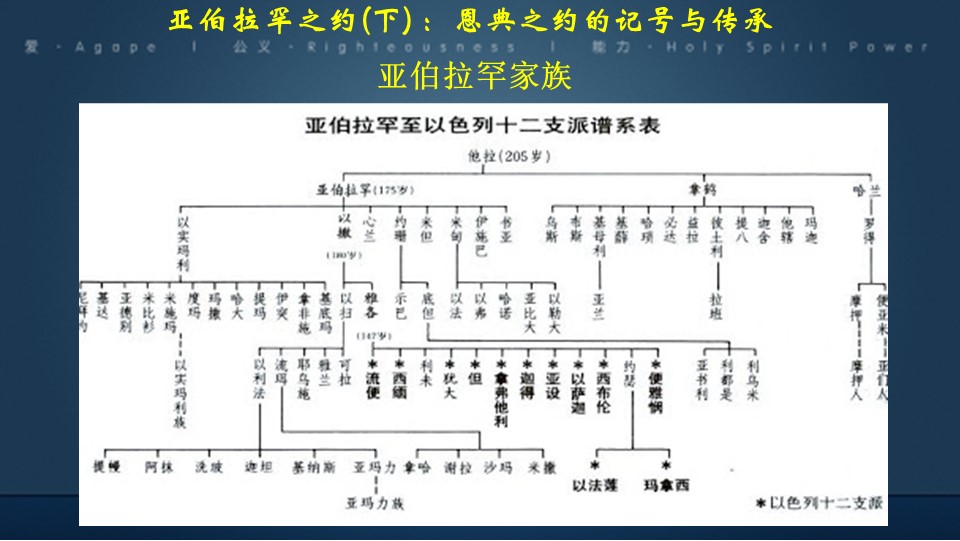 亚伯拉罕之约(下)：恩典之约的记号与传承
爱·Agape | 公义·Righteousness | 能力·Holy Spirit Power
亚伯拉罕家族
亚伯拉罕至以色列十二支派谱系表
他拉(205岁)
亚伯拉罕(175岁) 拿鹤 哈兰
以实玛利 以撒 心兰 约珊 米但 米甸 伊施巴 书亚 乌斯 布斯 基母利 基薛 哈琐 必达 益拉 彼土利 提八 迦含 他辖 玛迦 罗得
(180岁)
基达 亚德别 米比衫 米施玛 度玛 玛撒 哈大 提玛 伊突 拿非施 基底玛 以扫 雅各 示巴 底但 以法 以弗 哈诺 亚比大 以勒大 亚兰 拉班 摩押 便亚米
(147岁)
以实玛利族 以利法 流珥 耶乌施 雅兰 可拉 *流便 *西缅 利未 *犹大 *但 *拿弗他利 *迦得 *亚设 *以萨迦 *西布伦 约瑟 *便雅悯 亚书利 利都是 利乌米 摩押人 亚们人
提幔 阿抹 洗玻 迦坦 基纳斯 亚玛力 拿哈 谢拉 沙玛 米撒 *以法莲 *玛拿西
亚玛力族 *以色列十二支派